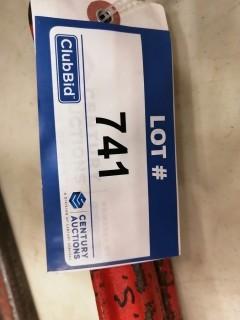 LOT #
741
ClubBid
CENTURY
AUCTIONS
S.